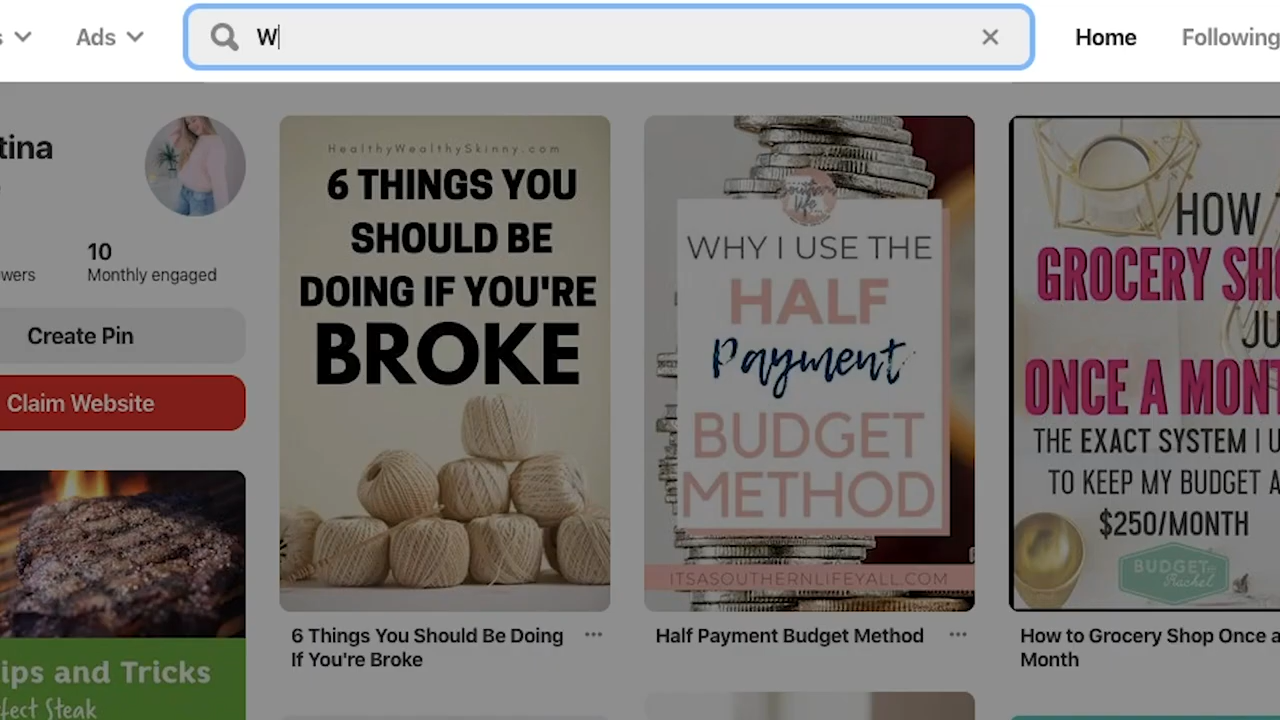 s
Ads
W
Home
Following
tina
10
wers
Monthly engaged
Create Pin
Claim Website
ips and Tricks
fect Steak
HealthyWealthySkinny.com
6 THINGS YOU
SHOULD BE
DOING IF YOU'RE
BROKE
6 Things You Should Be Doing
If You're Broke
Southern
life
WHY I USE THE
HALF
Payment
BUDGET
METHOD
ITSASOUTHERNLIFEYALL.COM
Half Payment Budget Method
HOW T
GROCERY SHO
JU
ONCE A MONT
THE EXACT SYSTEM I U
TO KEEP MY BUDGET A
$250/MONTH
BUDGET
Rachel
How to Grocery Shop Once a
Month